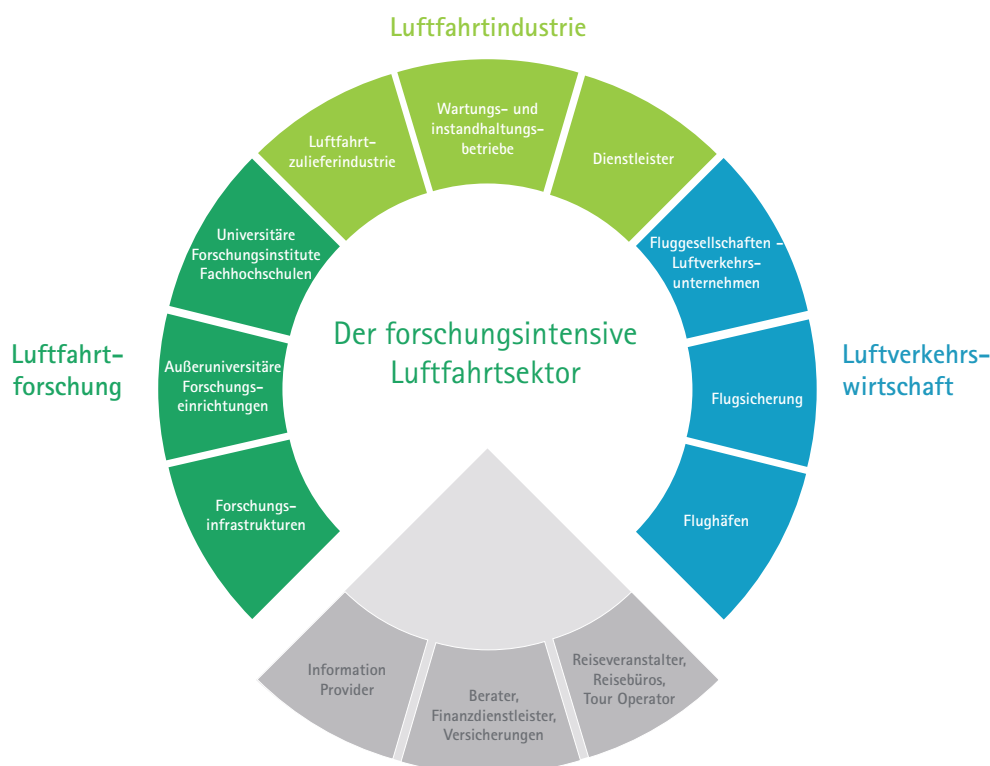 Luftfahrtindustrie
Wartungs- und
instandhaltungs-
betriebe
Luftfahrt-
zulieferindustrie
Dienstleister
Universitäre
Forschungsinstitute
Fachhochschulen
Fluggesellschaften -
Luftverkehrs-
unternehmen
Der forschungsintensive
Luftfahrtsektor
Luftfahrt-
forschung
Außeruniversitäre
Forschungs-
einrichtungen
Flugsicherung
Luftverkehrs-
wirtschaft
Forschungs-
infrastrukturen
Flughäfen
Information
Provider
Berater,
Finanzdienstleister,
Versicherungen
Reiseveranstalter,
Reisebüros,
Tour Operator